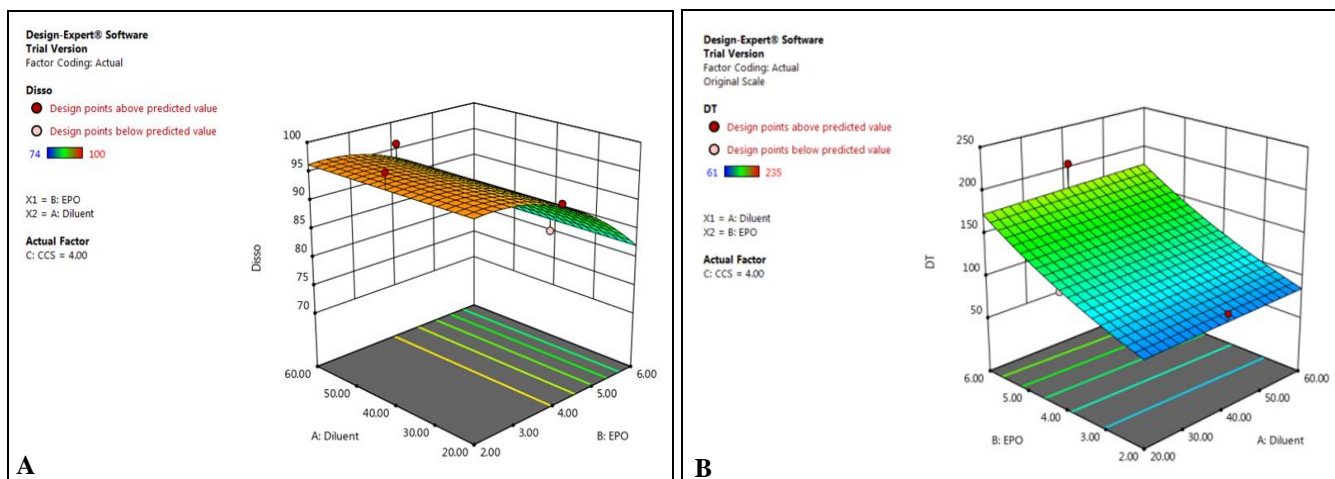 Design-Expert® Software
Trial Version
Factor Coding: Actual
Disso
Design points above predicted value
Design points below predicted value
74 100
X1 = B: EPO
X2 = A: Diluent
Actual Factor
C: CCS = 4.00
Disso
100
95
90
85
80
75
70
60.00
50.00
40.00
30.00
20.00
A: Diluent
2.00
3.00
4.00
5.00
6.00
B: EPO
A
Design-Expert® Software
Trial Version
Factor Coding: Actual
Original Scale
DT
Design points above predicted value
Design points below predicted value
61 235
X1 = A: Diluent
X2 = B: EPO
Actual Factor
C: CCS = 4.00
DT
250
200
150
100
50
6.00
5.00
4.00
3.00
2.00
B: EPO
20.00
30.00
40.00
50.00
60.00
A: Diluent
B